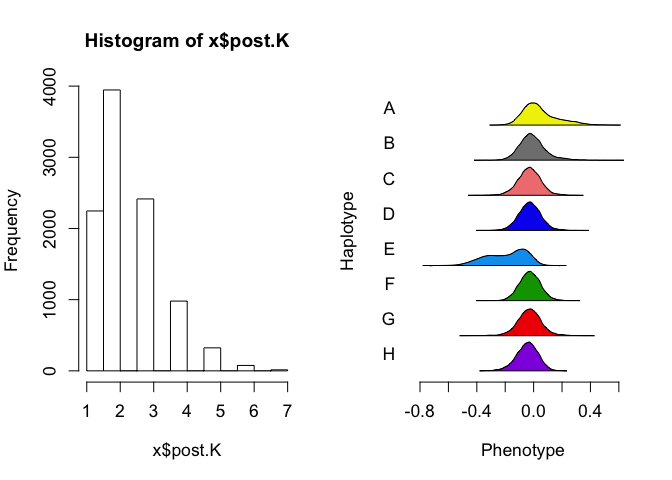 Histogram of x$post.K
Frequency
0
1000
2000
3000
4000
1 2 3 4 5 6 7
x$post.K
Haplotype
A
B
C
D
E
F
G
H
-0.8 -0.4 0.0 0.4
Phenotype